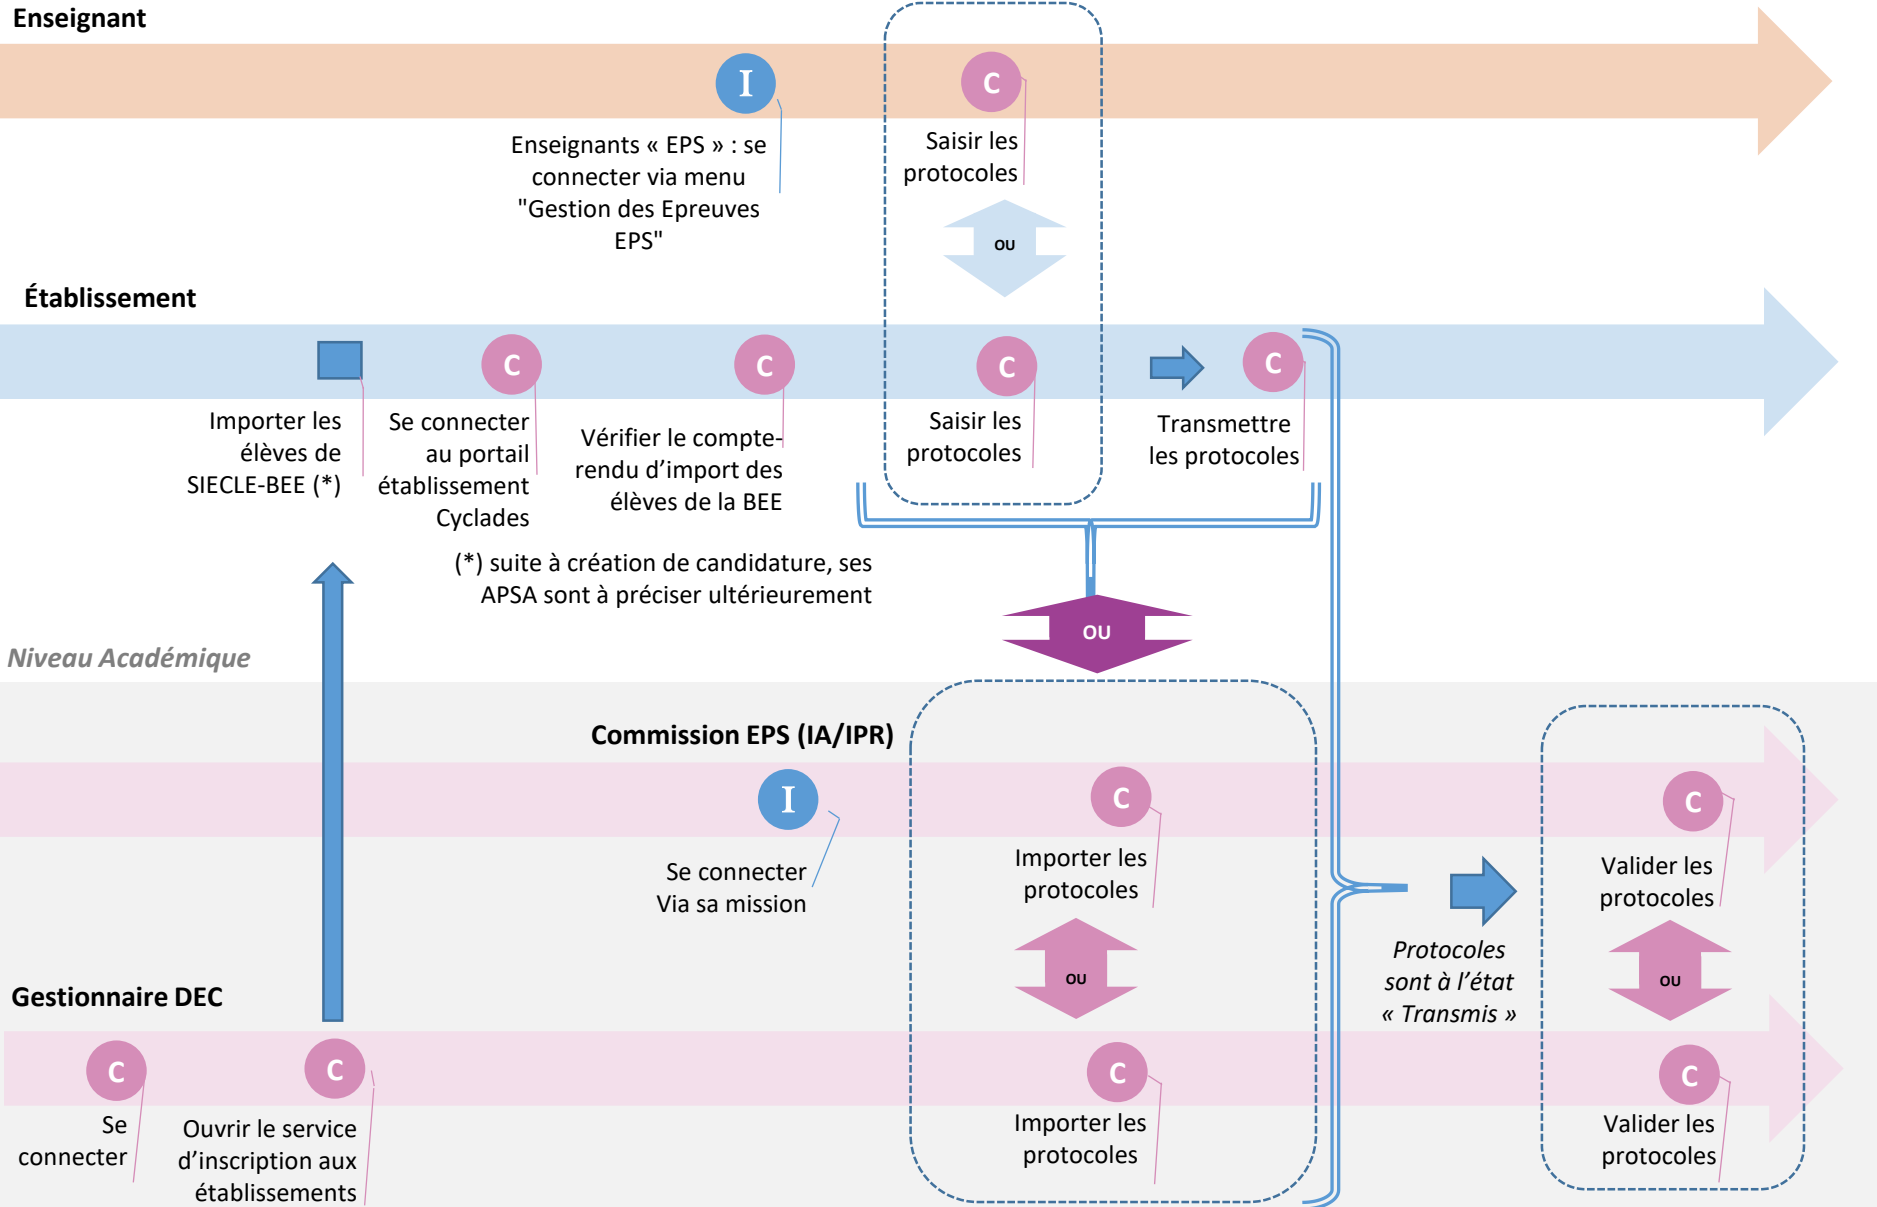 Enseignant
I
C
Enseignants « EPS » : se
connecter via menu
"Gestion des Epreuves
EPS"
Saisir les
protocoles
OU
Établissement
C
C
C
C
Importer les
élèves de
SIECLE-BEE (*)
Se connecter
au portail
établissement
Cyclades
Vérifier le compte-
rendu d’import des
élèves de la BEE
Saisir les
protocoles
Transmettre
les protocoles
(*) suite à création de candidature, ses
APSA sont à préciser ultérieurement
OU
Niveau Académique
Commission EPS (IA/IPR)
I
C
C
Se connecter
Via sa mission
Importer les
protocoles
Valider les
protocoles
OU
Protocoles
sont à l’état
« Transmis »
OU
Gestionnaire DEC
C
C
C
C
Se
connecter
Ouvrir le service
d’inscription aux
établissements
Importer les
protocoles
Valider les
protocoles